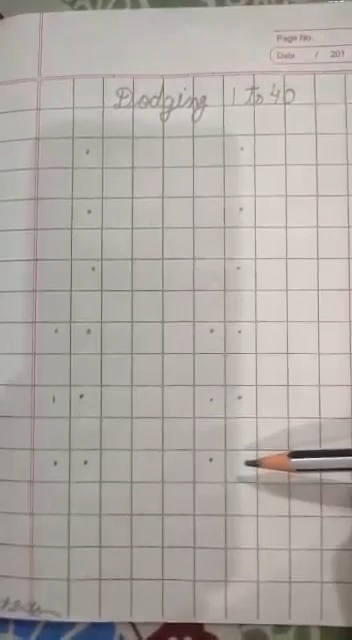 Page No.
Date / 201
Dodging 1 to 40